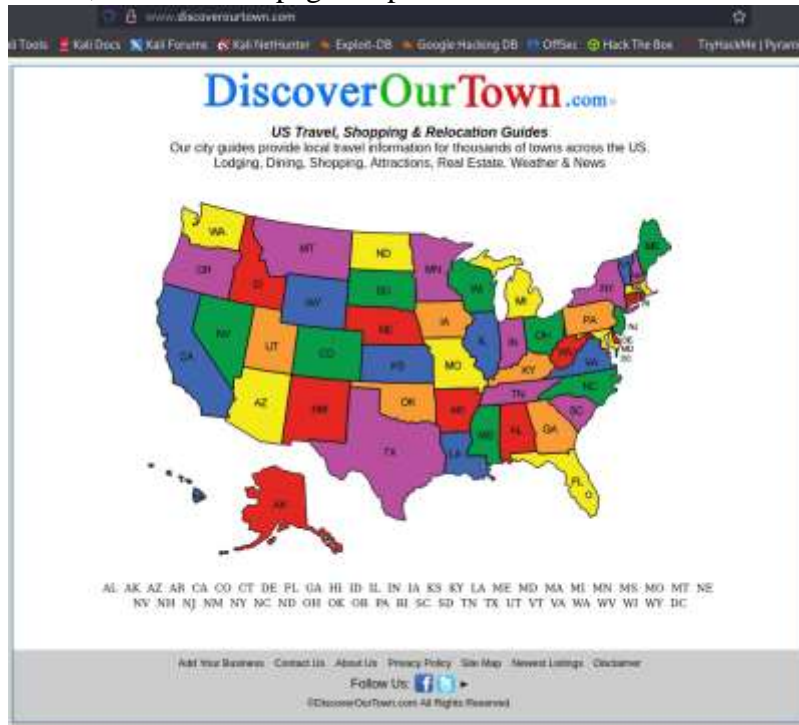 www.discoverourtown.com
Tools Kali Docs Kali Forums Kali NetHunter Exploit-DB Google Hacking DB OffSec Hack The Box TryHackMe | Pyram
DiscoverOurTown.com
US Travel, Shopping & Relocation Guides
Our city guides provide local travel information for thousands of towns across the US.
Lodging, Dining, Shopping, Attractions, Real Estate, Weather & News
WA
MT
ND
MN
ME
OR
ID
SD
WI
NY
WY
MI
IA
PA
NJ
NE
NV
IL
IN
OH
DE
MD
DC
UT
CO
CA
KS
MO
WV
VA
KY
NC
TN
AZ
NM
OK
AR
SC
MS
AL
GA
TX
LA
FL
AK
AL AK AZ AR CA CO CT DE FL GA HI ID IL IN IA KS KY LA ME MD MA MI MN MS MO MT NE
NV NH NJ NM NY NC ND OH OK OR PA RI SC SD TN TX UT VT VA WA WV WI WY DC
Add Your Business Contact Us About Us Privacy Policy Site Map Newest Listings Disclaimer
Follow Us:
©DiscoverOurTown.com All Rights Reserved